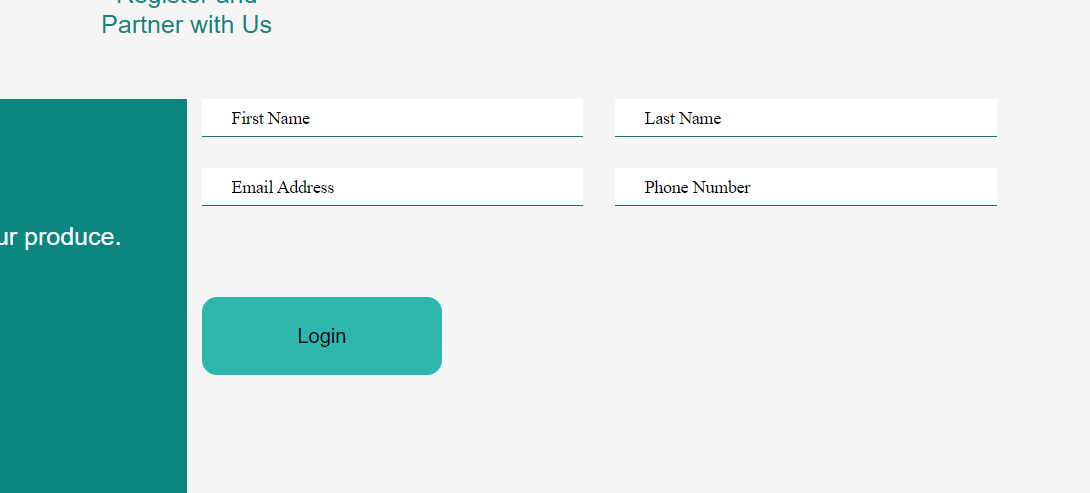 Register and
Partner with Us
First Name
Last Name
Email Address
Phone Number
ur produce.
Login